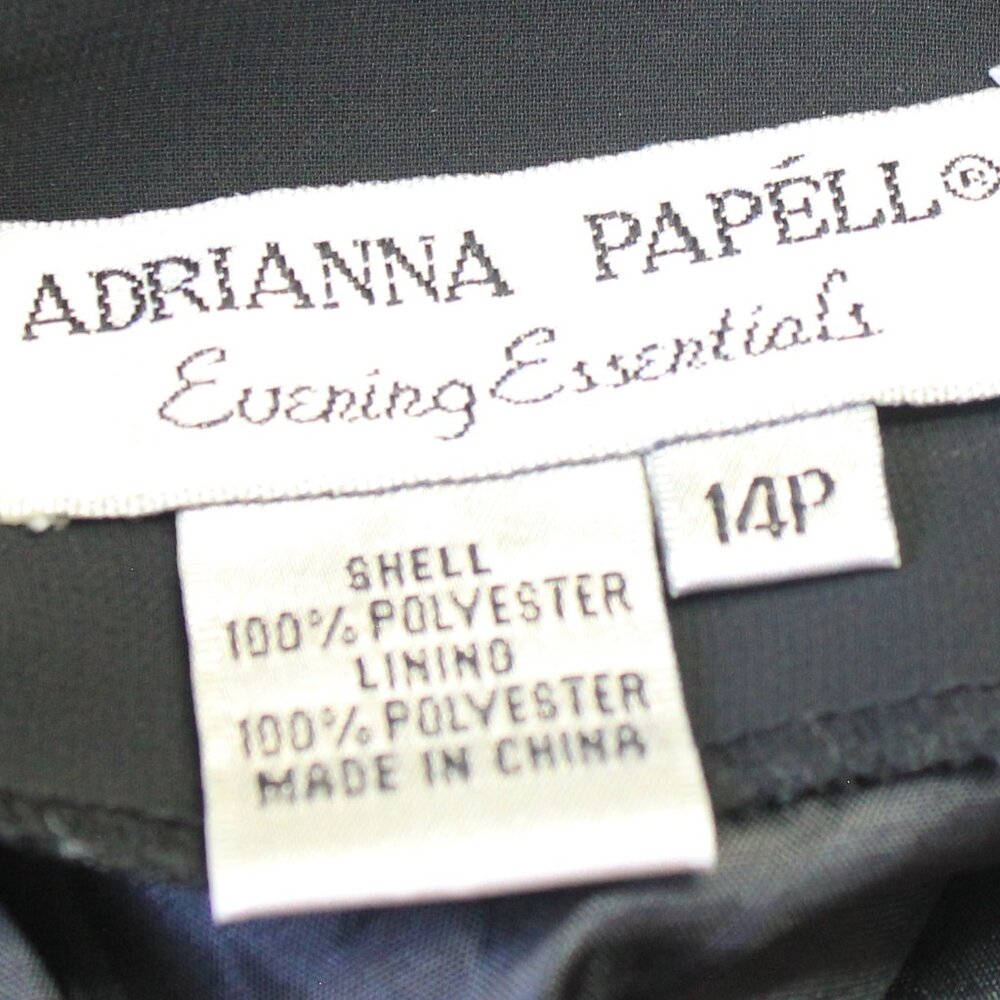 ADRIANNA PAPÉLL®
Evening Essentials
14P
SHELL
100% POLYESTER
LINING
100% POLYESTER
MADE IN CHINA